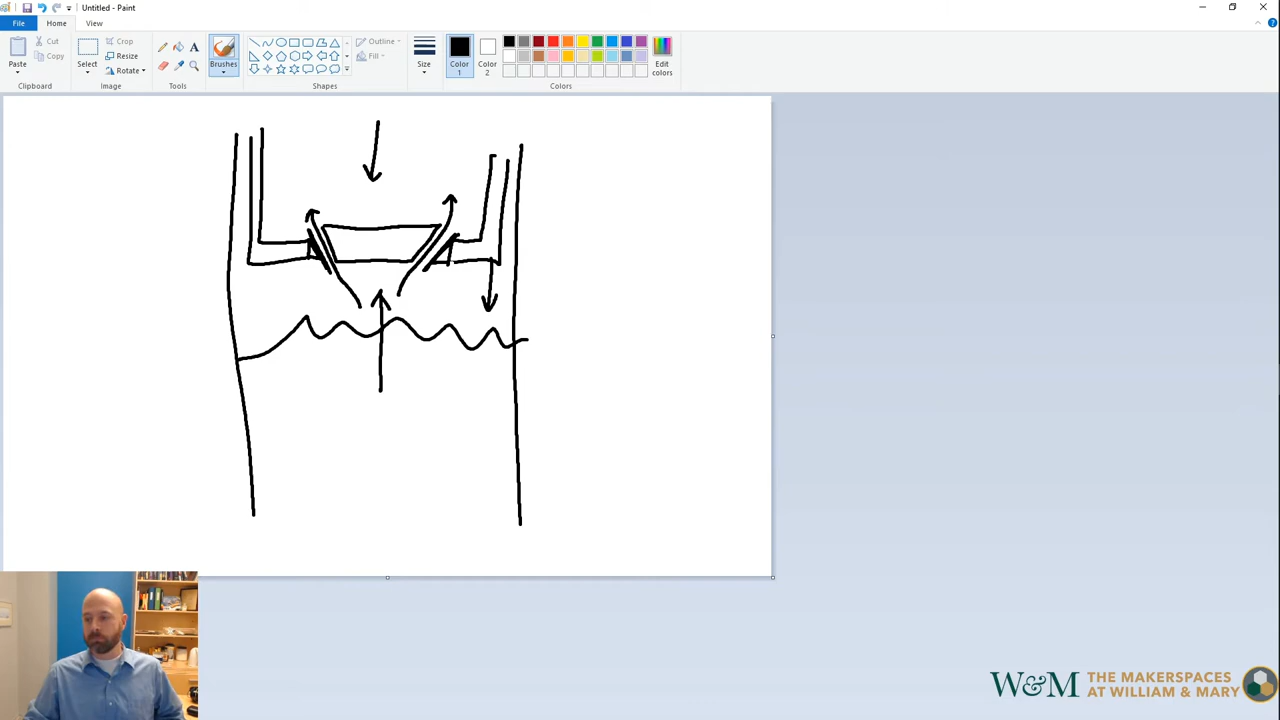 Untitled - Paint
File Home View
Paste
Cut
Copy
Clipboard
Select
Crop
Resize
Rotate
Image
A
Tools
Brushes
Outline
Fill
Shapes
Size
Color
1
Color
2
Edit
colors
Colors
W&M THE MAKERSPACES
AT WILLIAM & MARY